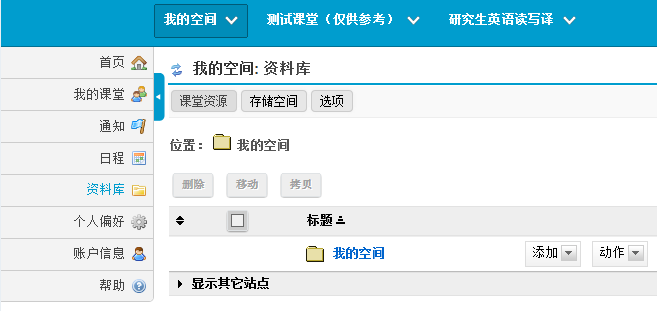 我的空间 测试课堂（仅供参考） 研究生英语读写译
首页
我的课堂
通知
日程
资料库
个人偏好
账户信息
帮助
我的空间: 资料库
课堂资源 存储空间 选项
位置： 我的空间
删除 移动 拷贝
标题
我的空间 添加 动作
显示其它站点